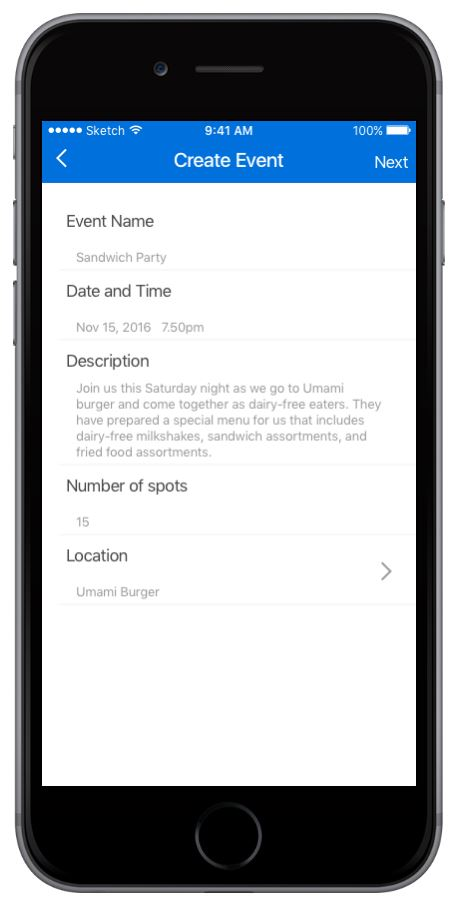 ●●●●● Sketch 9:41 AM 100%
Create Event Next
Event Name
Sandwich Party
Date and Time
Nov 15, 2016 7.50pm
Description
Join us this Saturday night as we go to Umami
burger and come together as dairy-free eaters. They
have prepared a special menu for us that includes
dairy-free milkshakes, sandwich assortments, and
fried food assortments.
Number of spots
15
Location
Umami Burger